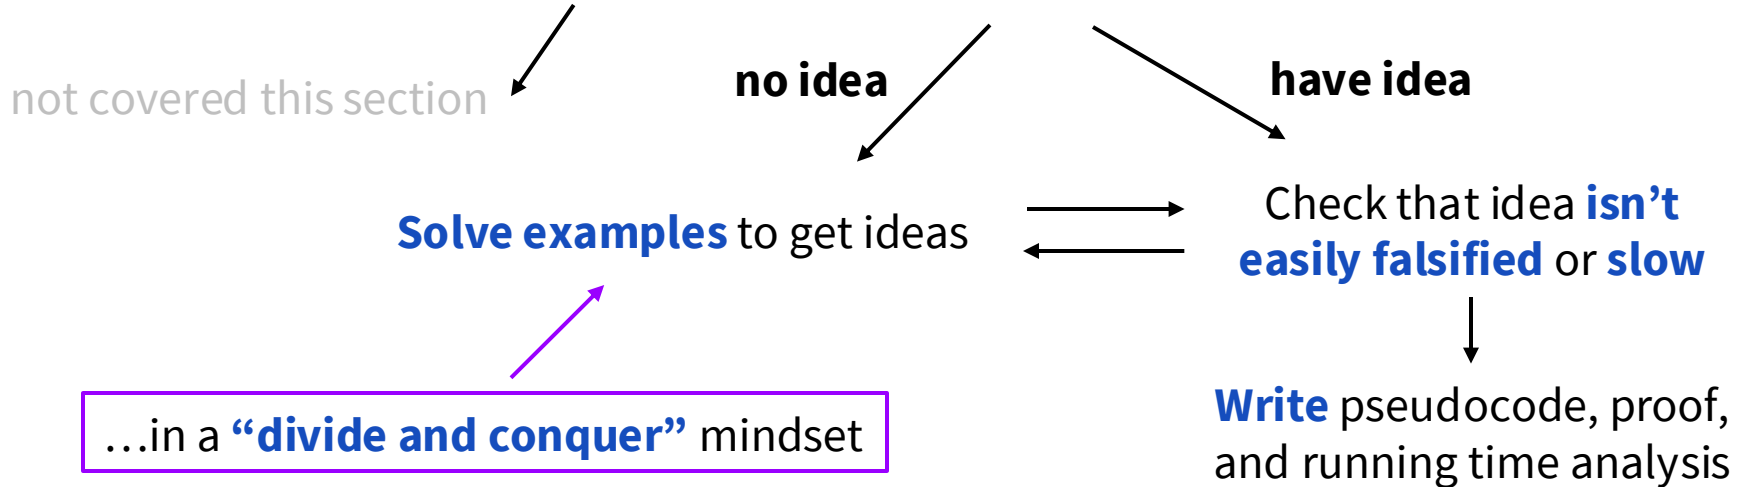 not covered this section
no idea
have idea
Solve examples to get ideas
Check that idea isn’t
easily falsified or slow
…in a “divide and conquer” mindset
Write pseudocode, proof,
and running time analysis